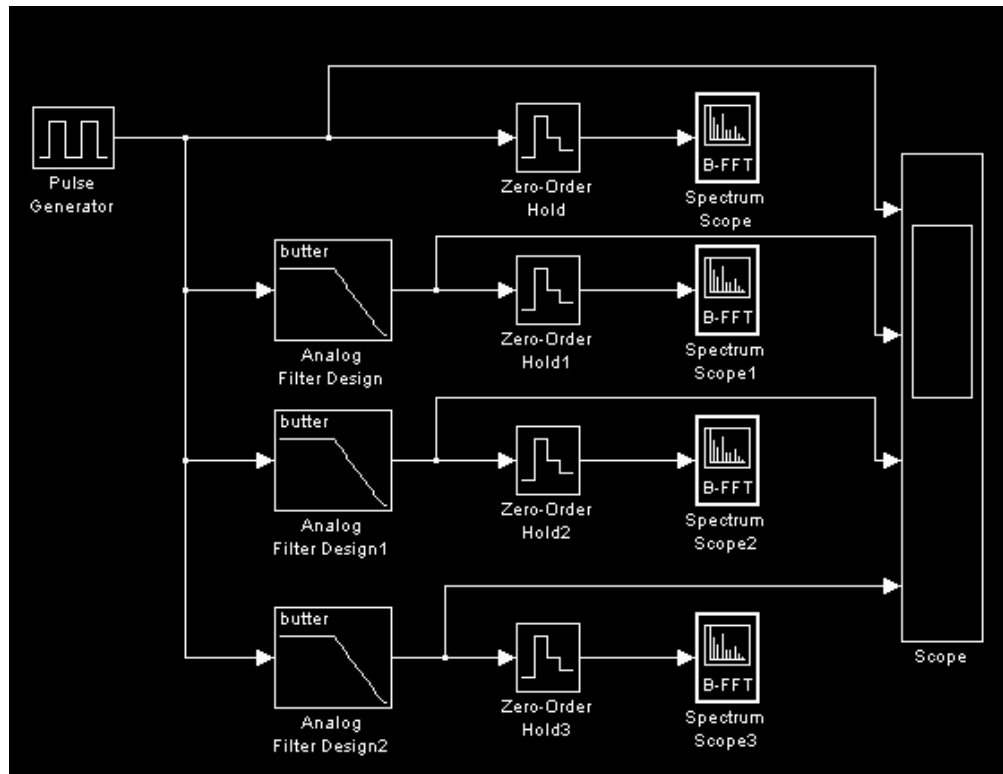 B-FFT
Pulse
Generator
Zero-Order
Hold
Spectrum
Scope
butter
B-FFT
Analog
Filter Design
Zero-Order
Hold1
Spectrum
Scope1
butter
B-FFT
Analog
Filter Design1
Zero-Order
Hold2
Spectrum
Scope2
butter
B-FFT
Analog
Filter Design2
Zero-Order
Hold3
Spectrum
Scope3
Scope